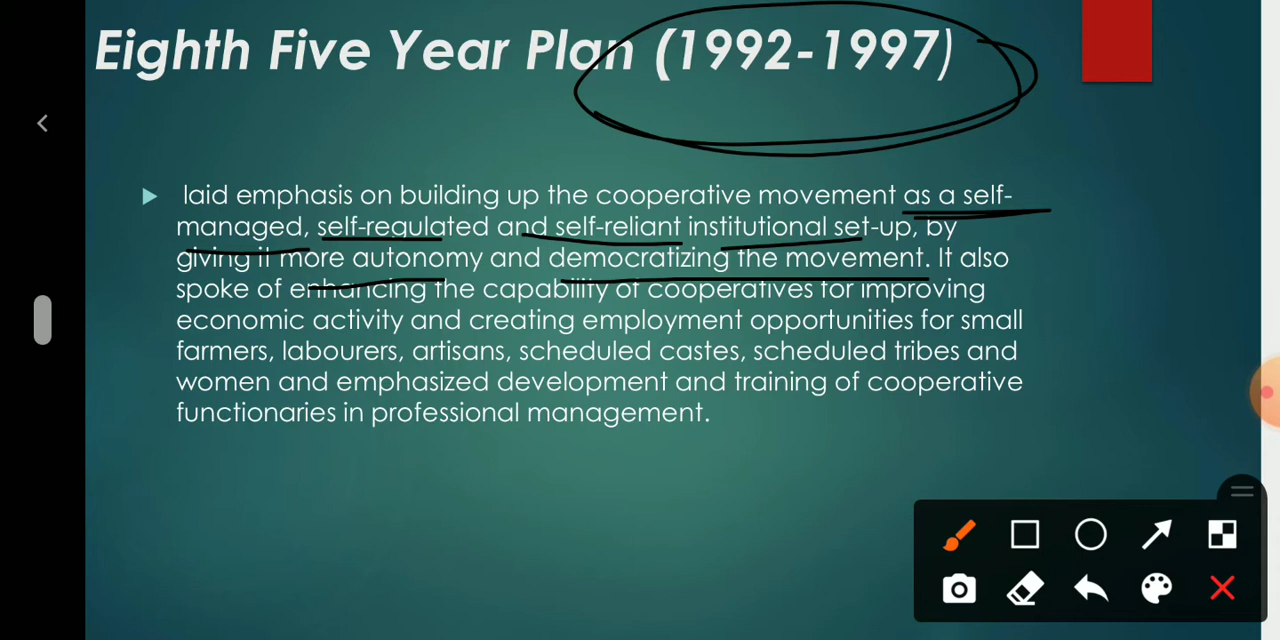 Eighth Five Year Plan (1992-1997)
laid emphasis on building up the cooperative movement as a self-
managed, self-regulated and self-reliant institutional set-up, by
giving it more autonomy and democratizing the movement. It also
spoke of enhancing the capability of cooperatives for improving
economic activity and creating employment opportunities for small
farmers, labourers, artisans, scheduled castes, scheduled tribes and
women and emphasized development and training of cooperative
functionaries in professional management.